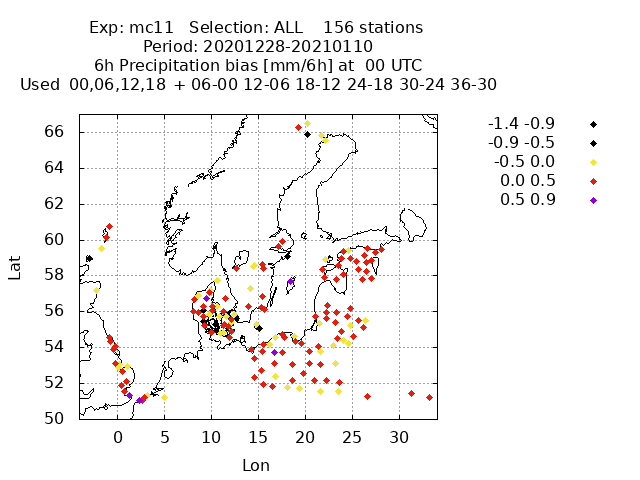 Exp: mc11   Selection: ALL    156 stations
Period: 20201228-20210110
6h Precipitation bias [mm/6h] at  00 UTC
Used  00,06,12,18  + 06-00 12-06 18-12 24-18 30-24 36-30
-1.4 -0.9
-0.9 -0.5
-0.5 0.0
0.0 0.5
0.5 0.9
66
64
62
60
58
56
54
52
50
Lat
0 5 10 15 20 25 30
Lon